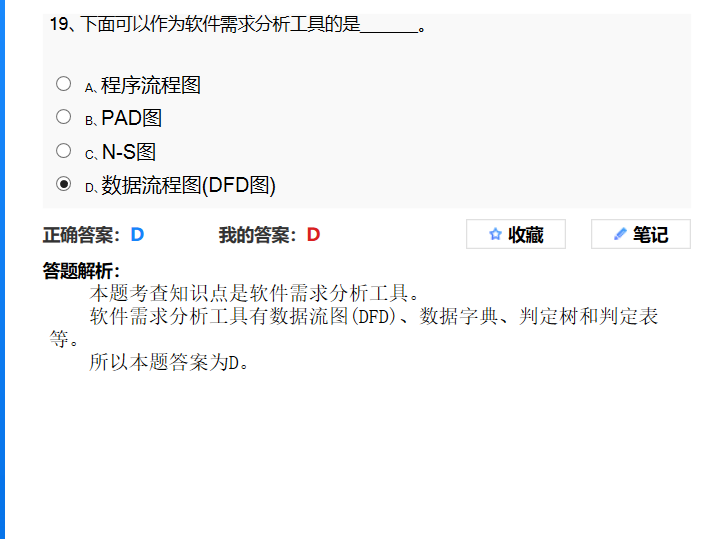 19、下面可以作为软件需求分析工具的是______。
A、程序流程图
B、PAD图
C、N-S图
D、数据流程图(DFD图)
正确答案：D 我的答案：D 收藏 笔记
答题解析：
本题考查知识点是软件需求分析工具。
软件需求分析工具有数据流图(DFD)、数据字典、判定树和判定表
等。
所以本题答案为D。